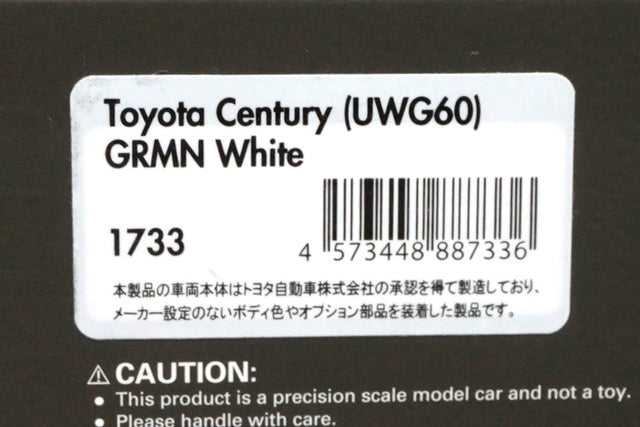 Toyota Century (UWG60)
GRMN White
1733
4 573448 887336
本製品の車両本体はトヨタ自動車株式会社の承認を得て製造しており、
メーカー設定のないボディ色やオプション部品を装着した製品です。
⚠ CAUTION:
● This product is a precision scale model car and not a toy.
● Please handle with care.